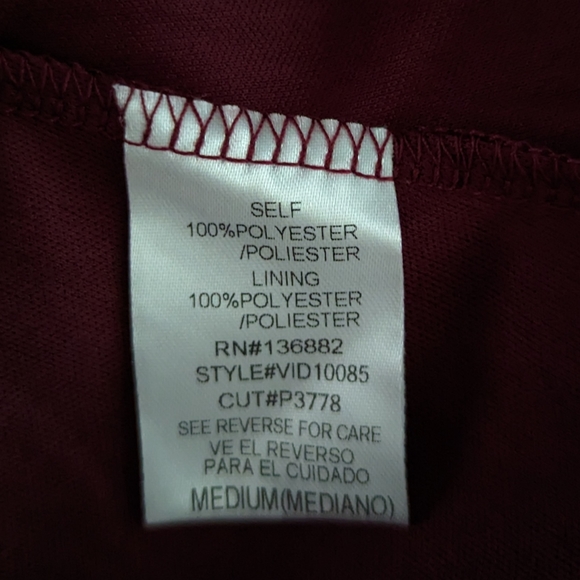 SELF
100%POLYESTER
/POLIESTER
LINING
100%POLYESTER
/POLIESTER
RN#136882
STYLE#VID10085
CUT#P3778
SEE REVERSE FOR CARE
VE EL REVERSO
PARA EL CUIDADO
MEDIUM(MEDIANO)